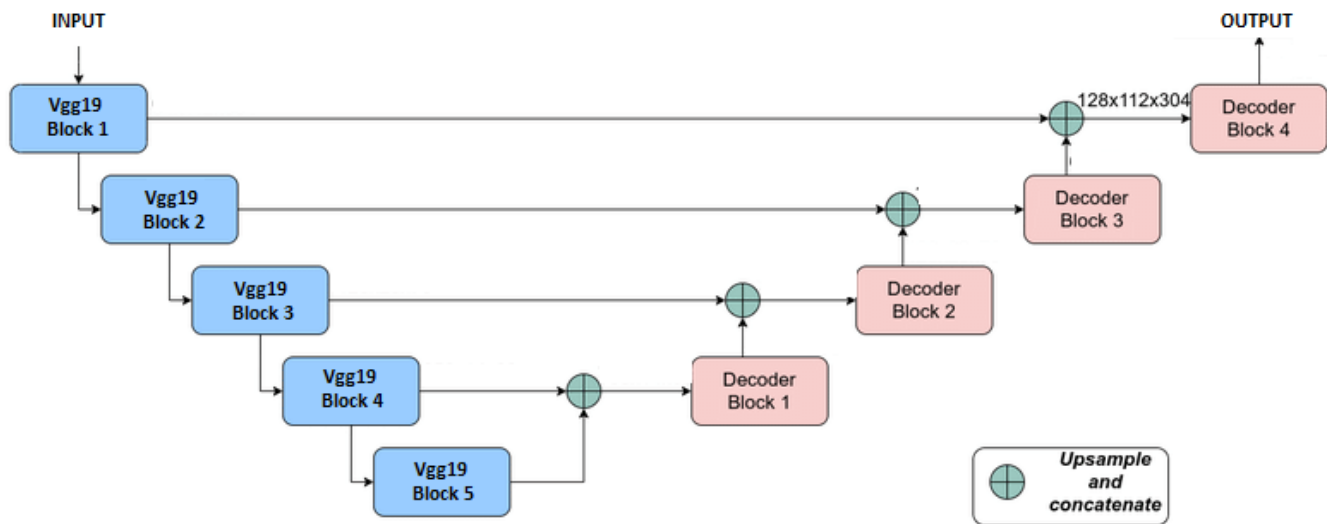 INPUT
OUTPUT
Vgg19
Block 1
128x112x304
Decoder
Block 4
Vgg19
Block 2
Decoder
Block 3
Vgg19
Block 3
Decoder
Block 2
Vgg19
Block 4
Decoder
Block 1
Vgg19
Block 5
Upsample
and
concatenate